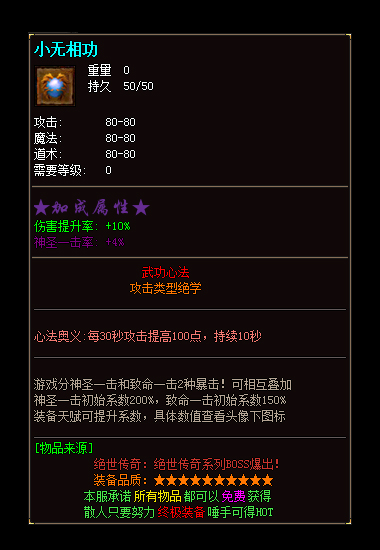 小无相功
重量 0
持久 50/50
攻击: 80-80
魔法: 80-80
道术: 80-80
需要等级: 0
★加成属性★
伤害提升率: +10%
神圣一击率: +4%
武功心法
攻击类型绝学
心法奥义:每30秒攻击提高100点，持续10秒
游戏分神圣一击和致命一击2种暴击！可相互叠加
神圣一击初始系数200%，致命一击初始系数150%
装备天赋可提升系数，具体数值查看头像下图标
[物品来源]
绝世传奇: 绝世传奇系列BOSS爆出!
装备品质: ★★★★★★★★★★
本服承诺所有物品都可以免费获得
散人只要努力终极装备唾手可得HOT